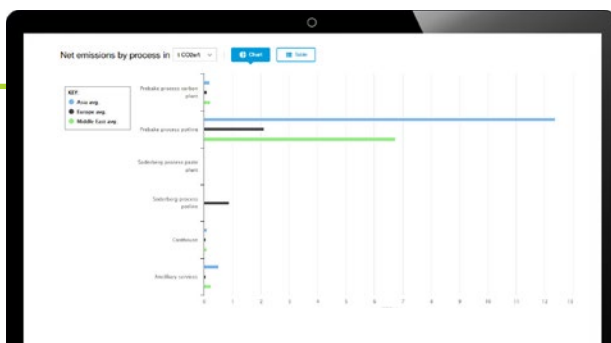 Net emissions by process in t CO2e/t Chart Table
KEY
Asia avg.
Europe avg.
Middle East avg.
Prebake process carbon
plant
Prebake process potline
Søderberg process paste
plant
Søderberg process
potline
Casthouse
Ancillary services
0 1 2 3 4 5 6 7 8 9 10 11 12 13